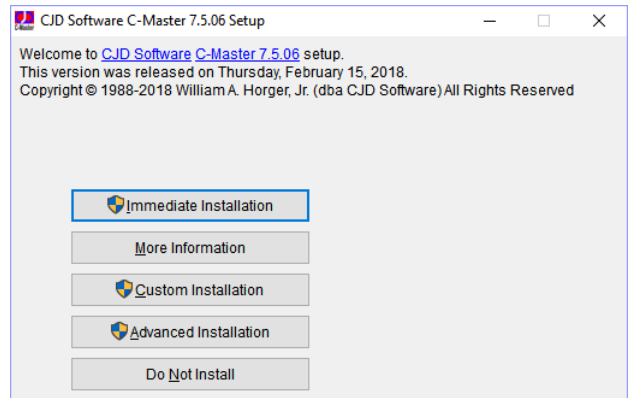 CJD Software C-Master 7.5.06 Setup
Welcome to CJD Software C-Master 7.5.06 setup.
This version was released on Thursday, February 15, 2018.
Copyright © 1988-2018 William A. Horger, Jr. (dba CJD Software) All Rights Reserved
Immediate Installation
More Information
Custom Installation
Advanced Installation
Do Not Install